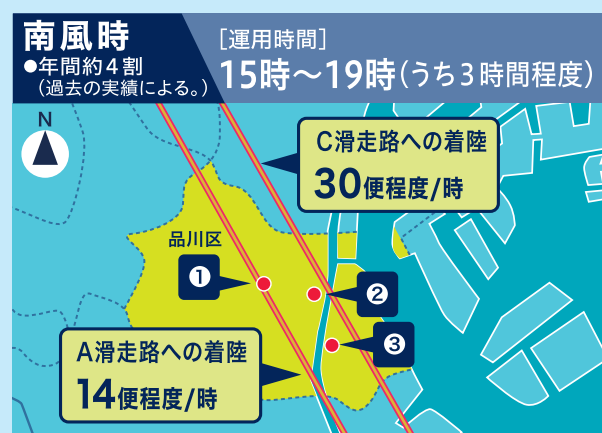 南風時
●年間約4割
(過去の実績による。)
[運用時間]
15時～19時(うち3時間程度)
N
C滑走路への着陸
30便程度/時
品川区
1
2
3
A滑走路への着陸
14便程度/時